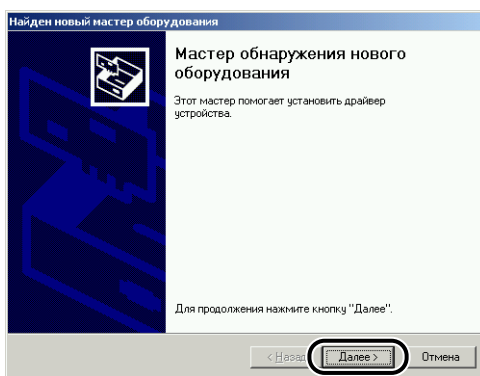 Найден новый мастер оборудования
Мастер обнаружения нового
оборудования
Этот мастер помогает установить драйвер
устройства.
Для продолжения нажмите кнопку "Далее".
< Назад Далее > Отмена